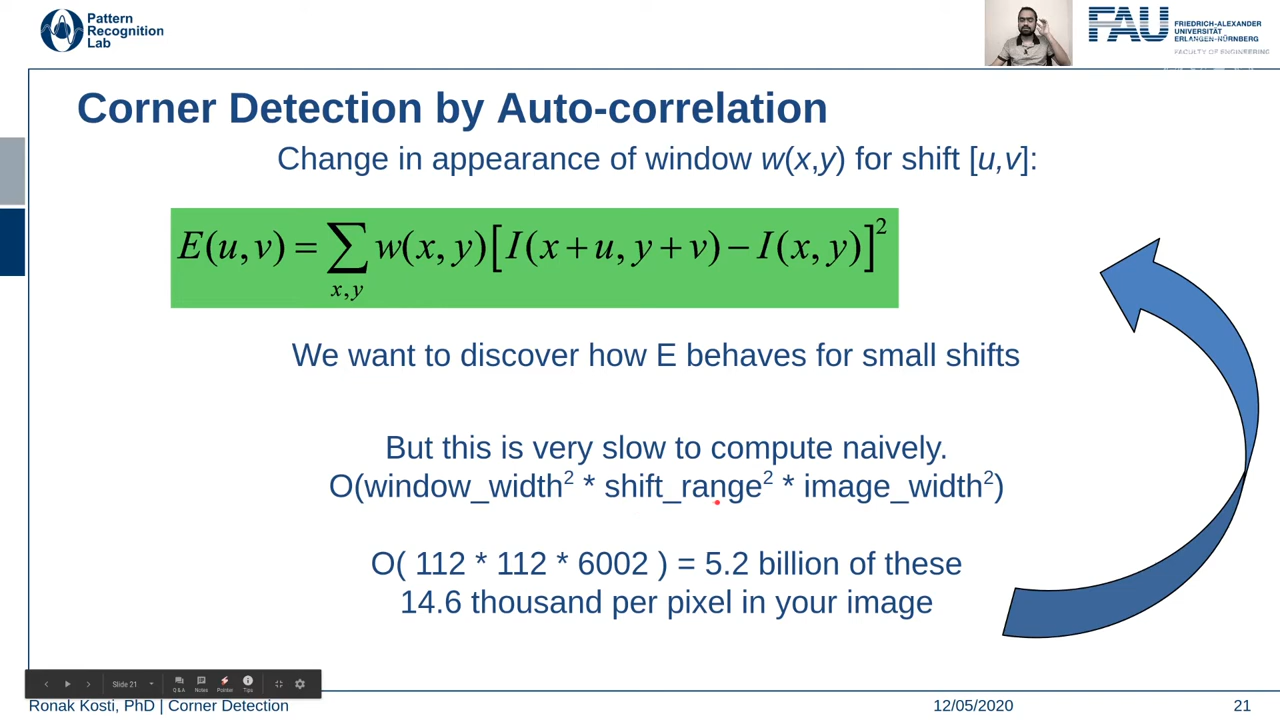 Pattern
Recognition
Lab
FAU
FRIEDRICH-ALEXANDER
UNIVERSITÄT
ERLANGEN-NÜRNBERG
FACULTY OF ENGINEERING
Corner Detection by Auto-correlation
Change in appearance of window w(x,y) for shift [u,v]:
E(u,v) = ∑ w(x,y)[I(x+u, y+v) − I(x,y)]²
x,y
We want to discover how E behaves for small shifts
But this is very slow to compute naively.
O(window_width² * shift_range² * image_width²)
O( 112 * 112 * 6002 ) = 5.2 billion of these
14.6 thousand per pixel in your image
Slide 21
Q & A Notes Pointer Tips
Ronak Kosti, PhD | Corner Detection 12/05/2020 21